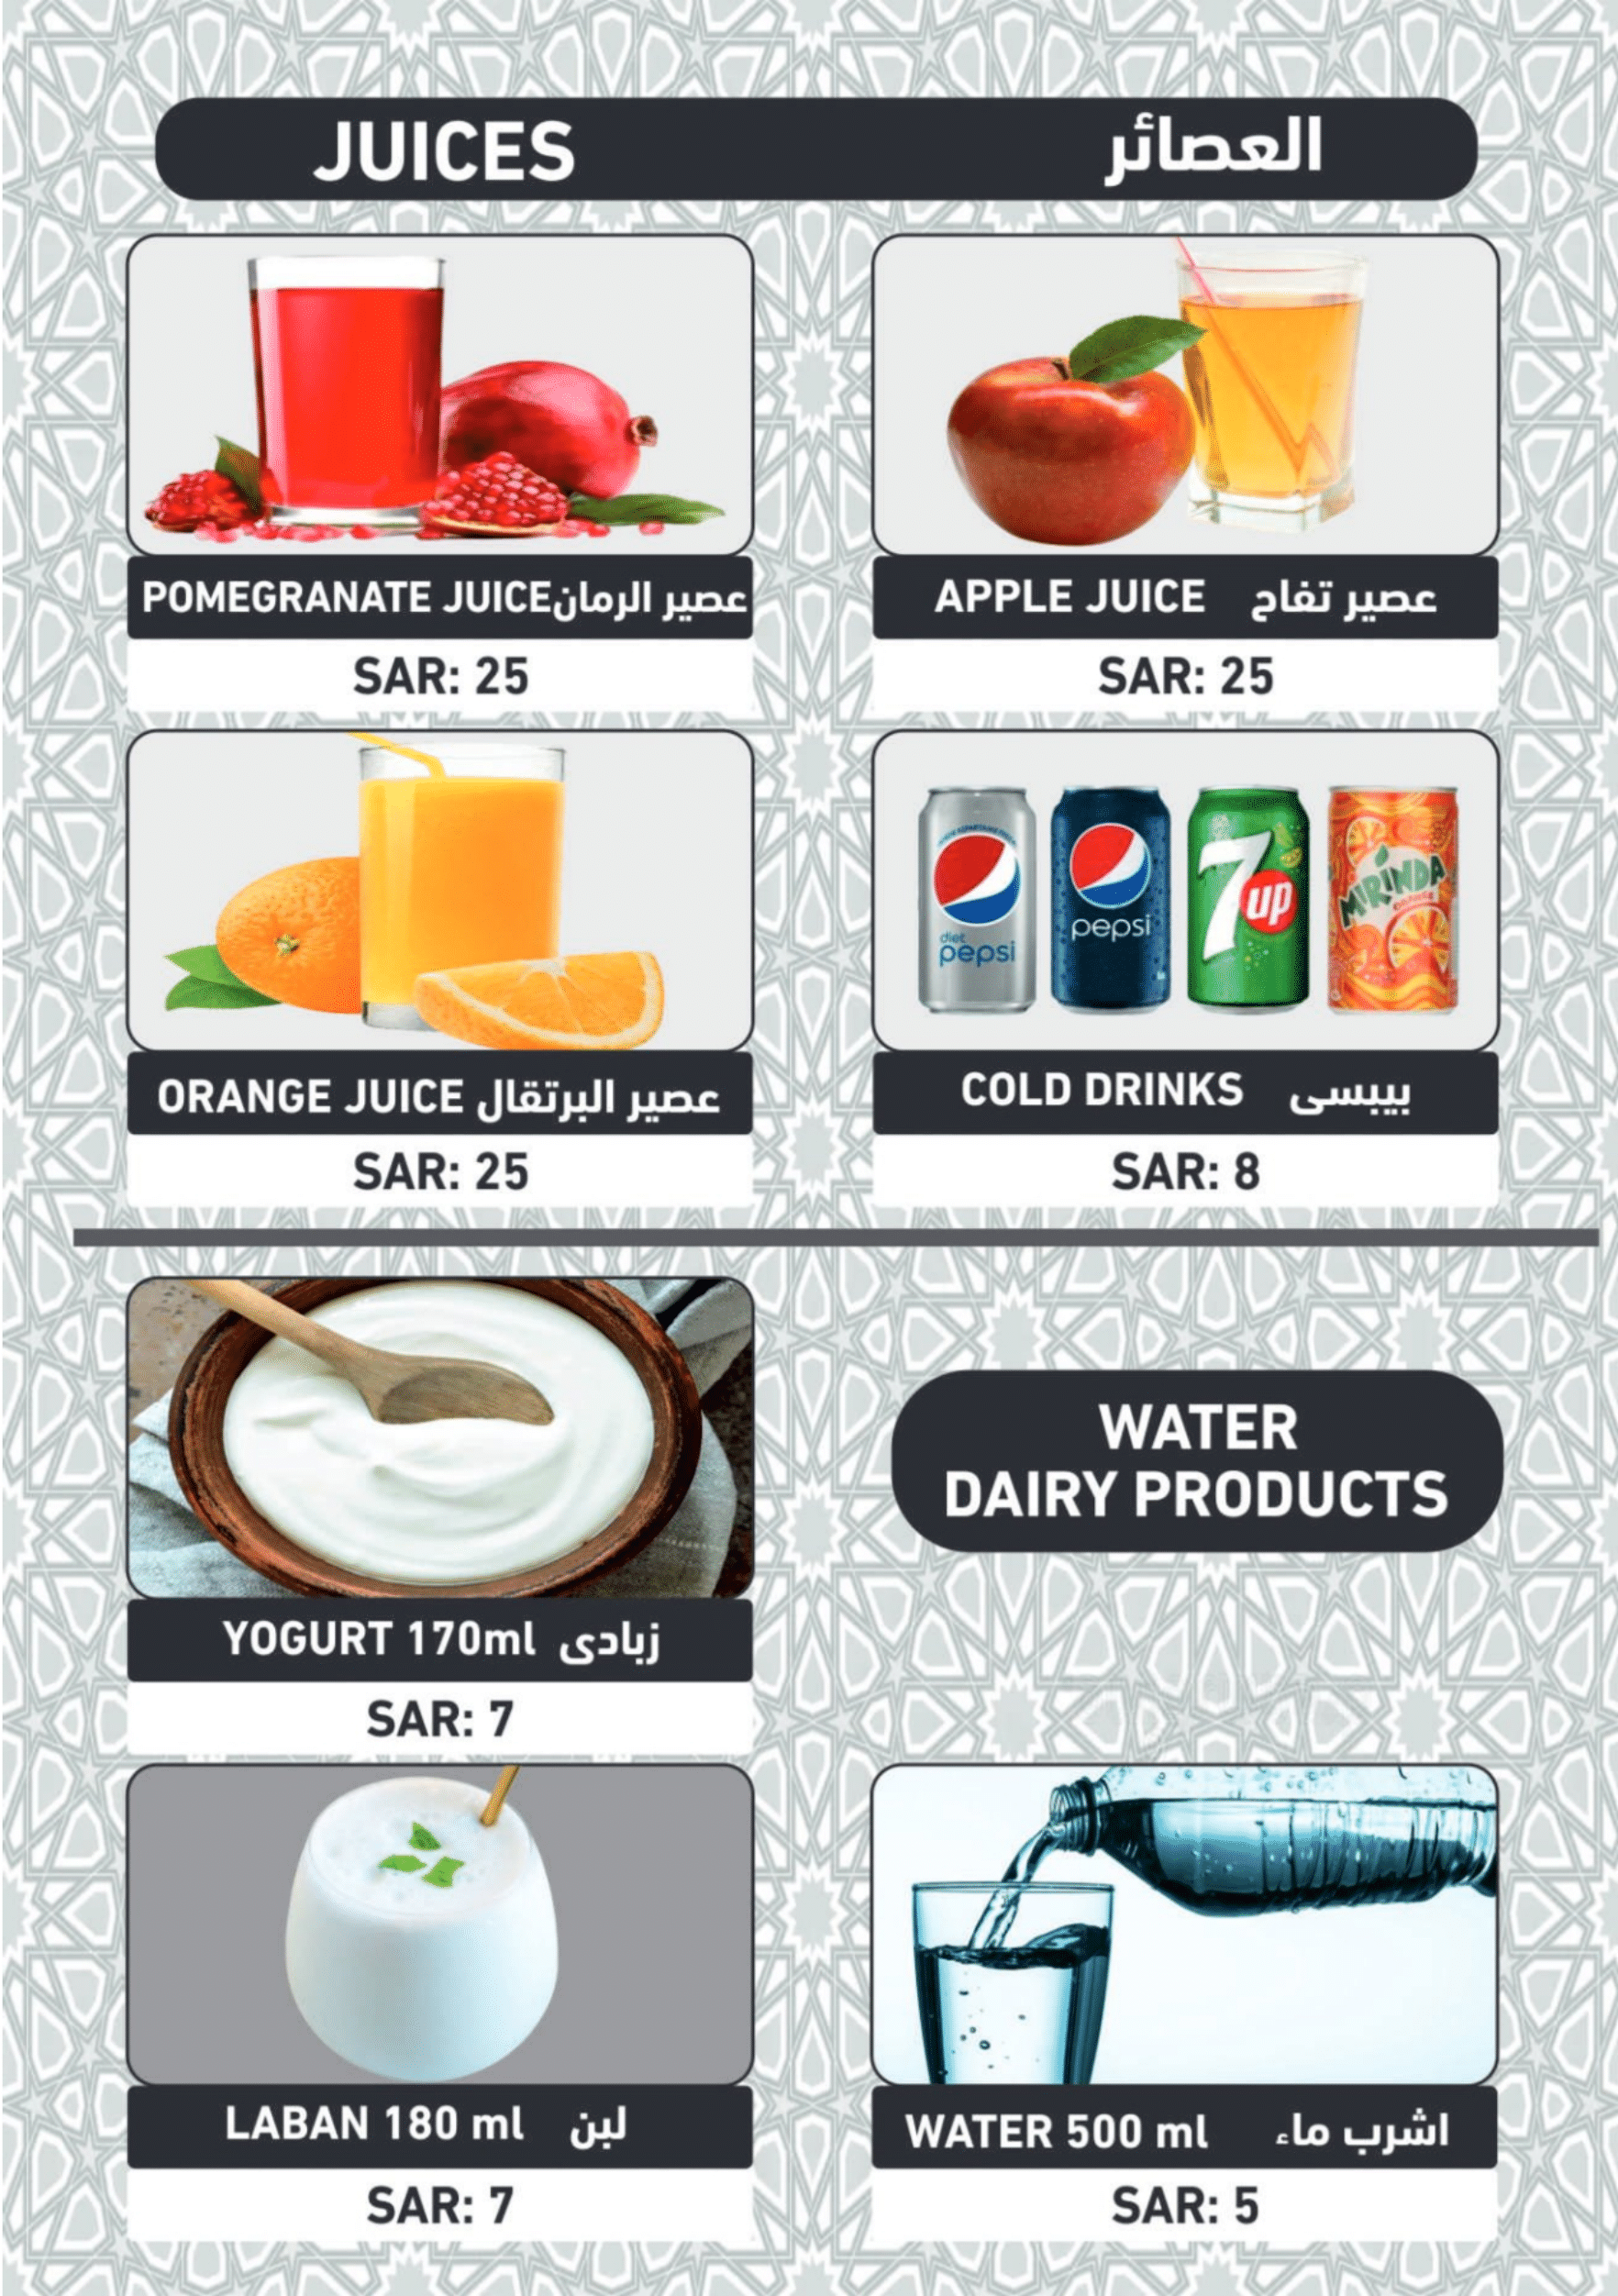 JUICES العصائر
POMEGRANATE JUICE عصير الرمان
SAR: 25
APPLE JUICE عصير تفاح
SAR: 25
ORANGE JUICE عصير البرتقال
SAR: 25
diet
pepsi
pepsi
7up
MIRINDA
COLD DRINKS بيبسى
SAR: 8
YOGURT 170ml زبادى
SAR: 7
WATER
DAIRY PRODUCTS
LABAN 180 ml لبن
SAR: 7
WATER 500 ml اشرب ماء
SAR: 5